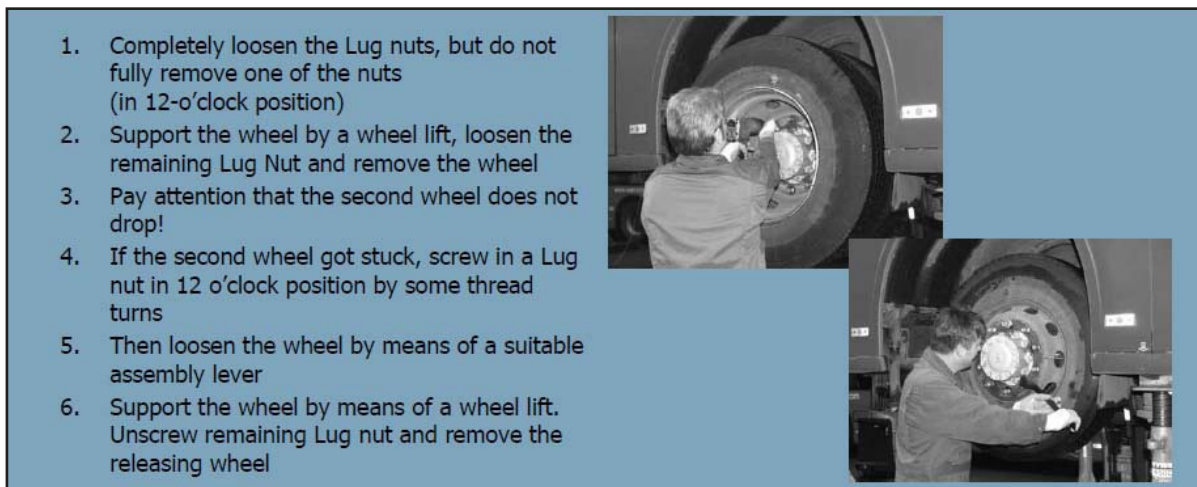 1. Completely loosen the Lug nuts, but do not
fully remove one of the nuts
(in 12-o'clock position)
2. Support the wheel by a wheel lift, loosen the
remaining Lug Nut and remove the wheel
3. Pay attention that the second wheel does not
drop!
4. If the second wheel got stuck, screw in a Lug
nut in 12 o'clock position by some thread
turns
5. Then loosen the wheel by means of a suitable
assembly lever
6. Support the wheel by means of a wheel lift.
Unscrew remaining Lug nut and remove the
releasing wheel